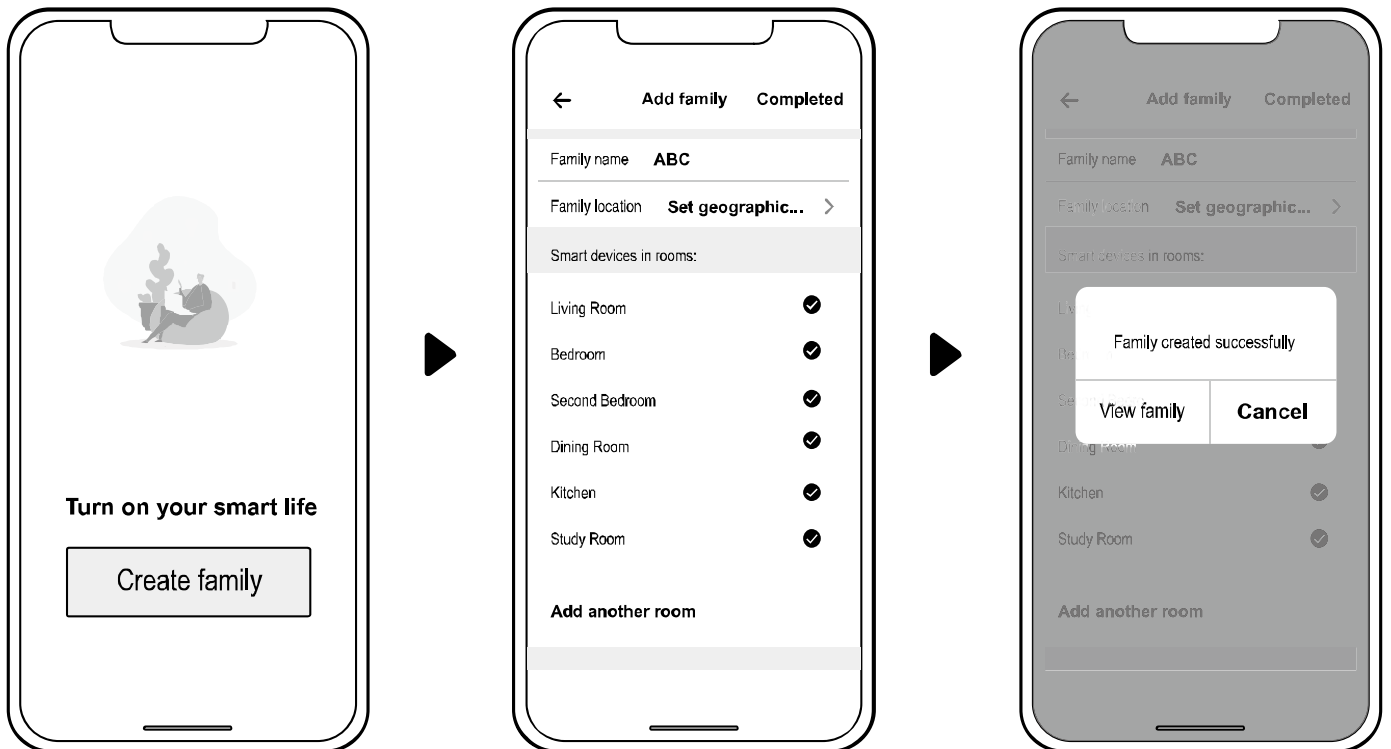 Turn on your smart life
Create family
Add family Completed
Family name ABC
Family location Set geographic...
Smart devices in rooms:
Living Room
Bedroom
Second Bedroom
Dining Room
Kitchen
Study Room
Add another room
Add family Completed
Family name ABC
Family location Set geographic...
Smart devices in rooms:
Family created successfully
View family Cancel
Dining Room
Kitchen
Study Room
Add another room